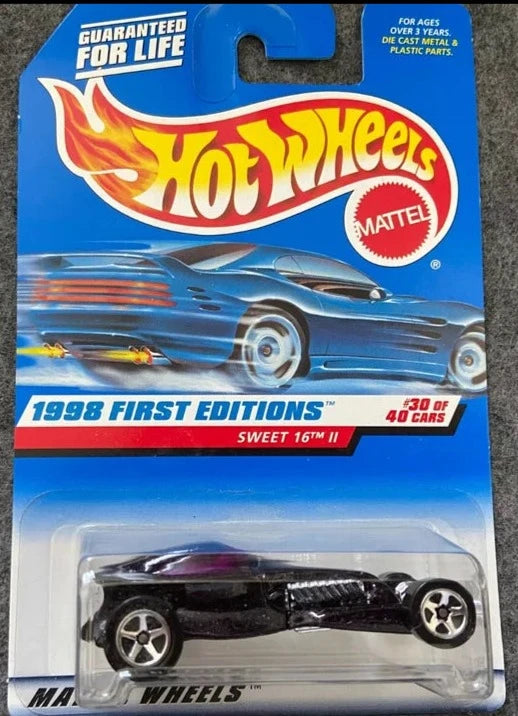 GUARANTEED
FOR LIFE
FOR AGES
OVER 3 YEARS.
DIE CAST METAL &
PLASTIC PARTS.
HOT WHEELS
MATTEL
®
1998 FIRST EDITIONS™
#30 OF
40 CARS
SWEET 16™ II
WHEELS™